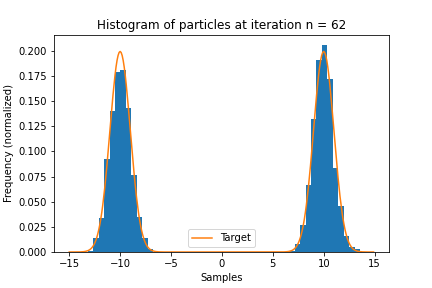 Histogram of particles at iteration n = 62
Frequency (normalized)
0.200
0.175
0.150
0.125
0.100
0.075
0.050
0.025
0.000
Target
−15 −10 −5 0 5 10 15
Samples